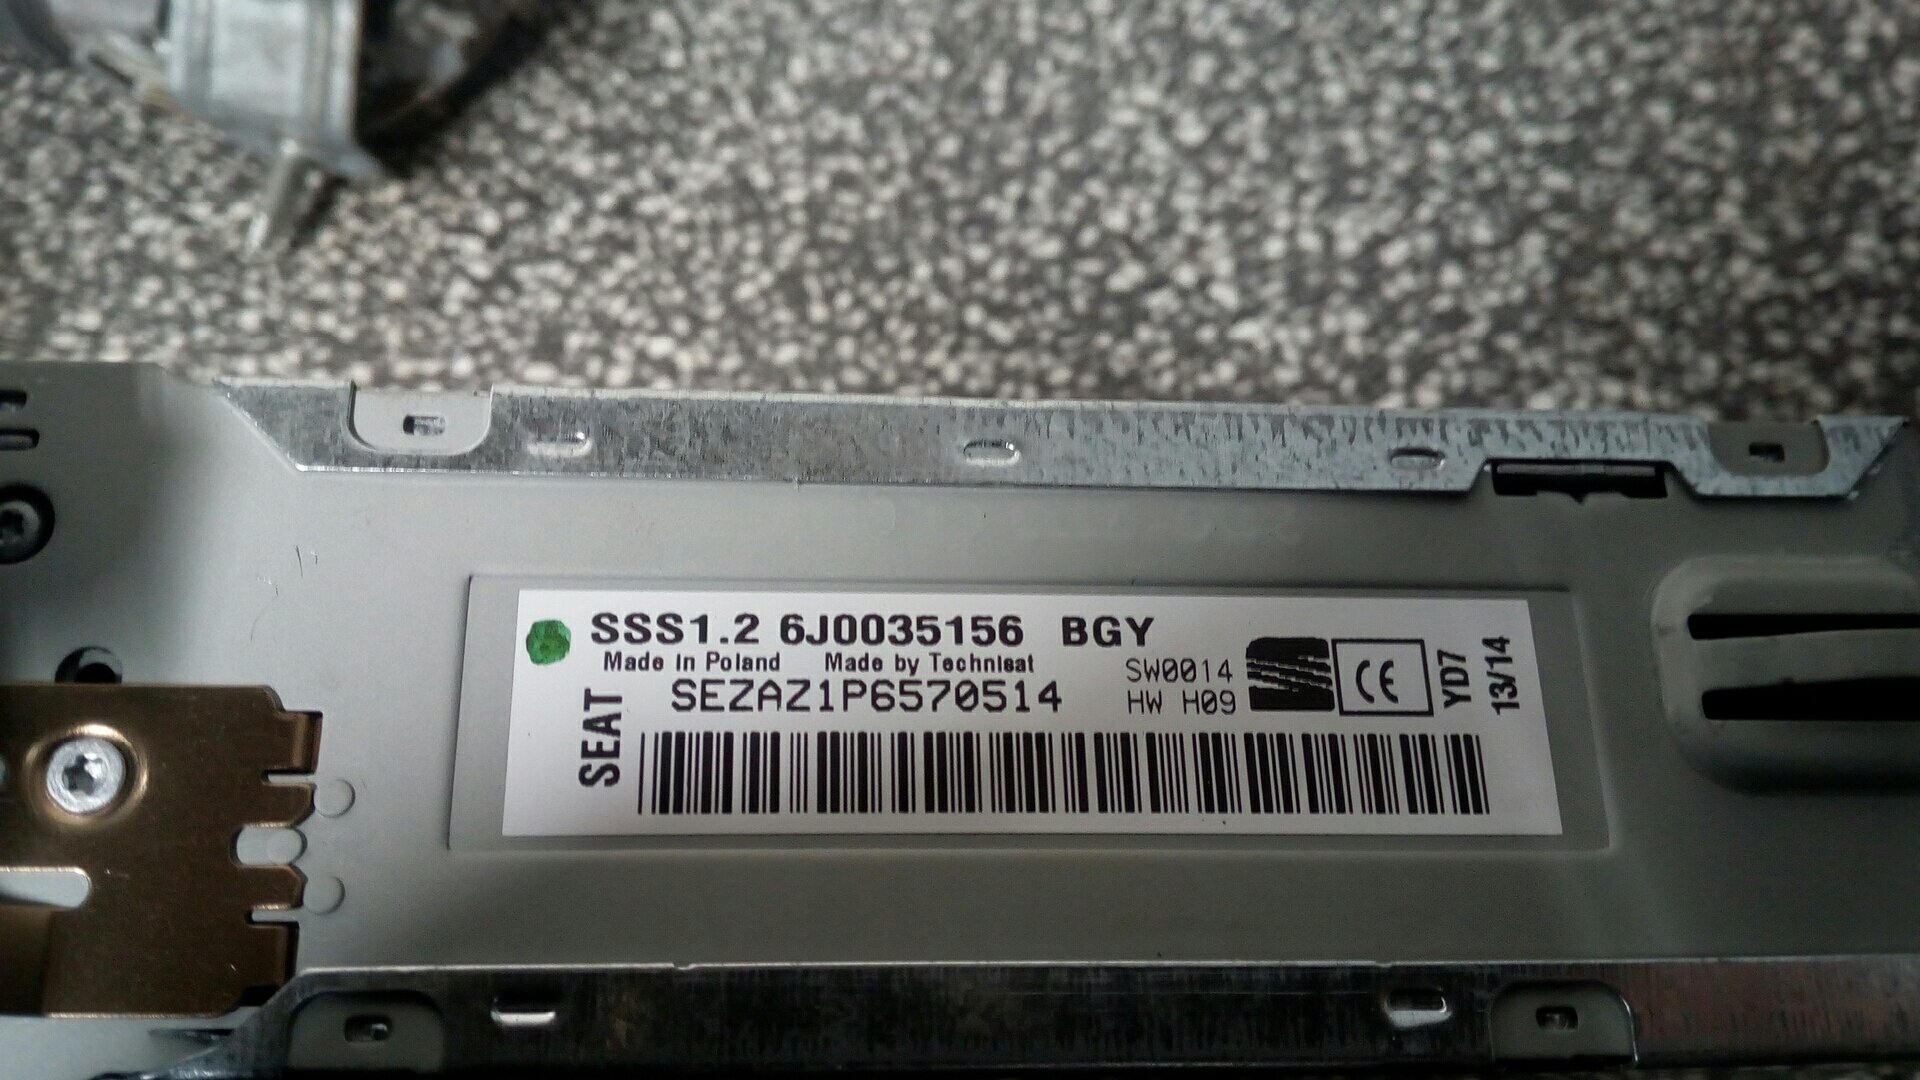 SSS1.2 6J0035156 BGY
Made in Poland Made by Technisat
SEAT
SEZAZ1P6570514
SW0014
HW H09
CE
YD7
13/14